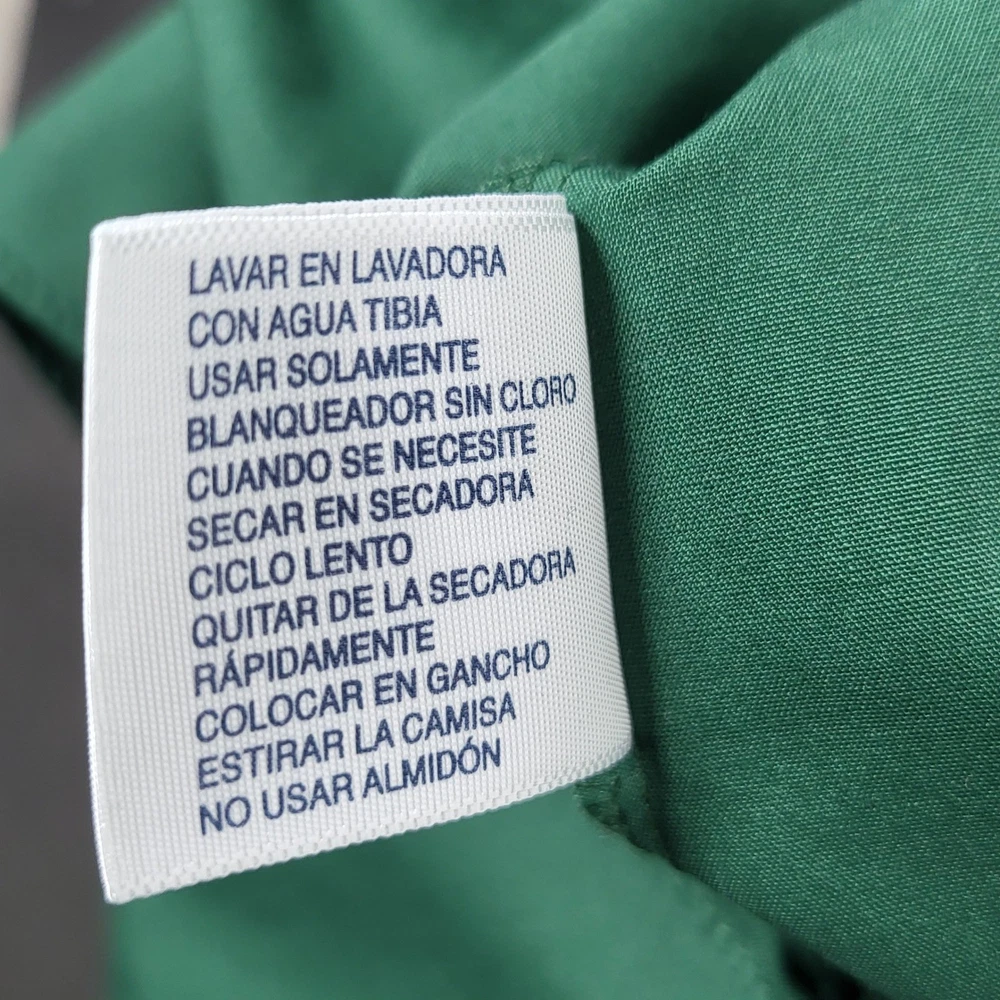 LAVAR EN LAVADORA
CON AGUA TIBIA
USAR SOLAMENTE
BLANQUEADOR SIN CLORO
CUANDO SE NECESITE
SECAR EN SECADORA
CICLO LENTO
QUITAR DE LA SECADORA
RÁPIDAMENTE
COLOCAR EN GANCHO
ESTIRAR LA CAMISA
NO USAR ALMIDÓN